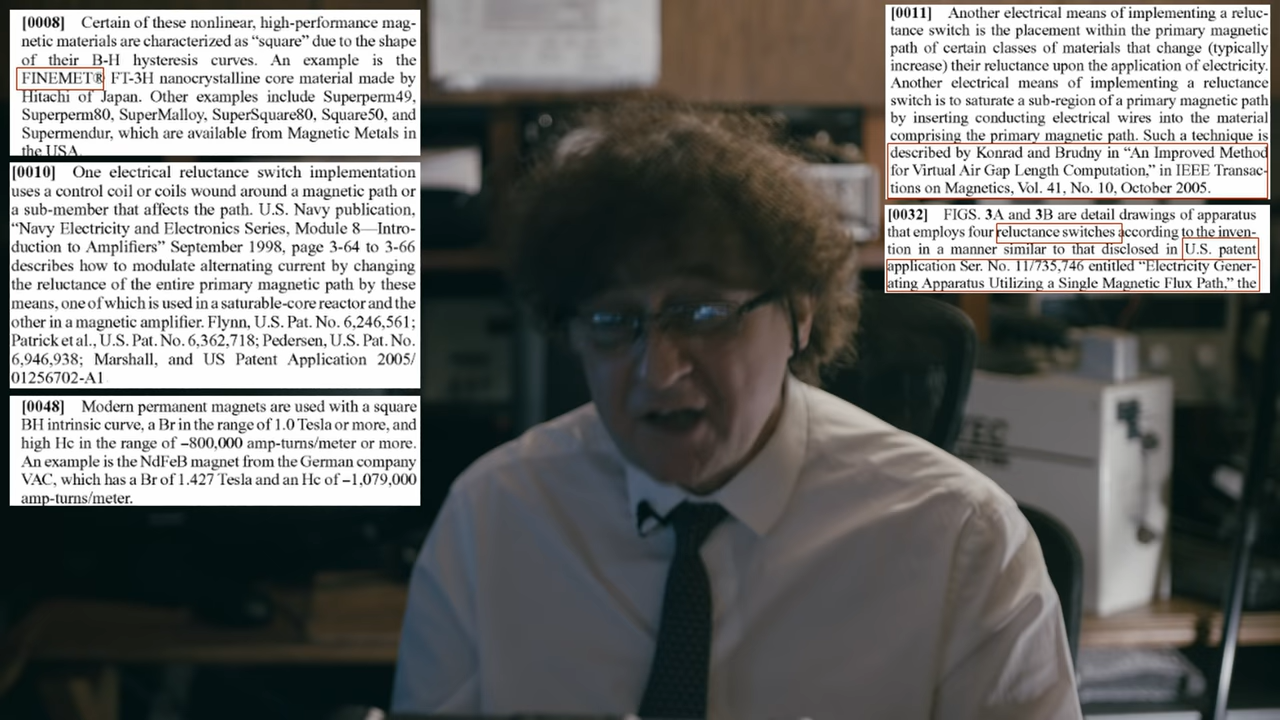 [0008] Certain of these nonlinear, high-performance mag-
netic materials are characterized as “square” due to the shape
of their B-H hysteresis curves. An example is the
FINEMET® FT-3H nanocrystalline core material made by
Hitachi of Japan. Other examples include Superperm49,
Superperm80, SuperMalloy, SuperSquare80, Square50, and
Supermendur, which are available from Magnetic Metals in
the USA.
[0010] One electrical reluctance switch implementation
uses a control coil or coils wound around a magnetic path or
a sub-member that affects the path. U.S. Navy publication,
“Navy Electricity and Electronics Series, Module 8—Intro-
duction to Amplifiers” September 1998, page 3-64 to 3-66
describes how to modulate alternating current by changing
the reluctance of the entire primary magnetic path by these
means, one of which is used in a saturable-core reactor and the
other in a magnetic amplifier. Flynn, U.S. Pat. No. 6,246,561;
Patrick et al., U.S. Pat. No. 6,362,718; Pedersen, U.S. Pat. No.
6,946,938; Marshall, and US Patent Application 2005/
01256702-A1
[0048] Modern permanent magnets are used with a square
BH intrinsic curve, a Br in the range of 1.0 Tesla or more, and
high Hc in the range of −800,000 amp-turns/meter or more.
An example is the NdFeB magnet from the German company
VAC, which has a Br of 1.427 Tesla and an Hc of −1,079,000
amp-turns/meter.
[0011] Another electrical means of implementing a reluc-
tance switch is the placement within the primary magnetic
path of certain classes of materials that change (typically
increase) their reluctance upon the application of electricity.
Another electrical means of implementing a reluctance
switch is to saturate a sub-region of a primary magnetic path
by inserting conducting electrical wires into the material
comprising the primary magnetic path. Such a technique is
described by Konrad and Brudny in “An Improved Method
for Virtual Air Gap Length Computation,” in IEEE Transac-
tions on Magnetics, Vol. 41, No. 10, October 2005.
[0032] FIGS. 3A and 3B are detail drawings of apparatus
that employs four reluctance switches according to the inven-
tion in a manner similar to that disclosed in U.S. patent
application Ser. No. 11/735,746 entitled “Electricity Gener-
ating Apparatus Utilizing a Single Magnetic Flux Path,” the